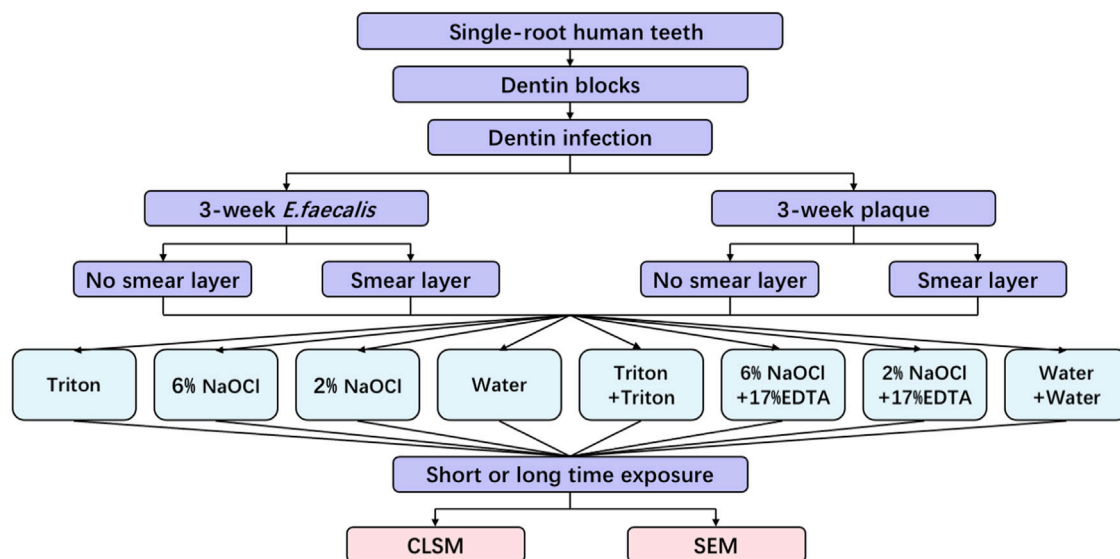 Single-root human teeth
Dentin blocks
Dentin infection
3-week E.faecalis
3-week plaque
No smear layer
Smear layer
No smear layer
Smear layer
Triton
6% NaOCl
2% NaOCl
Water
Triton
+Triton
6% NaOCl
+17%EDTA
2% NaOCl
+17%EDTA
Water
+Water
Short or long time exposure
CLSM
SEM